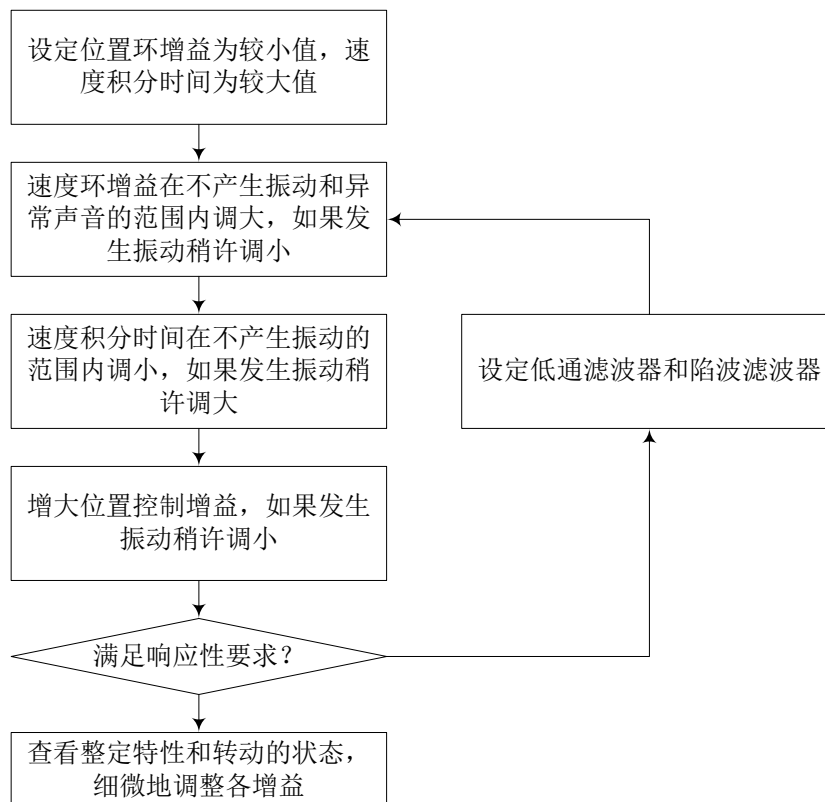 设定位置环增益为较小值，速
度积分时间为较大值
速度环增益在不产生振动和异
常声音的范围内调大，如果发
生振动稍许调小
速度积分时间在不产生振动的
范围内调小，如果发生振动稍
许调大
设定低通滤波器和陷波滤波器
增大位置控制增益，如果发生
振动稍许调小
满足响应性要求？
查看整定特性和转动的状态，
细微地调整各增益